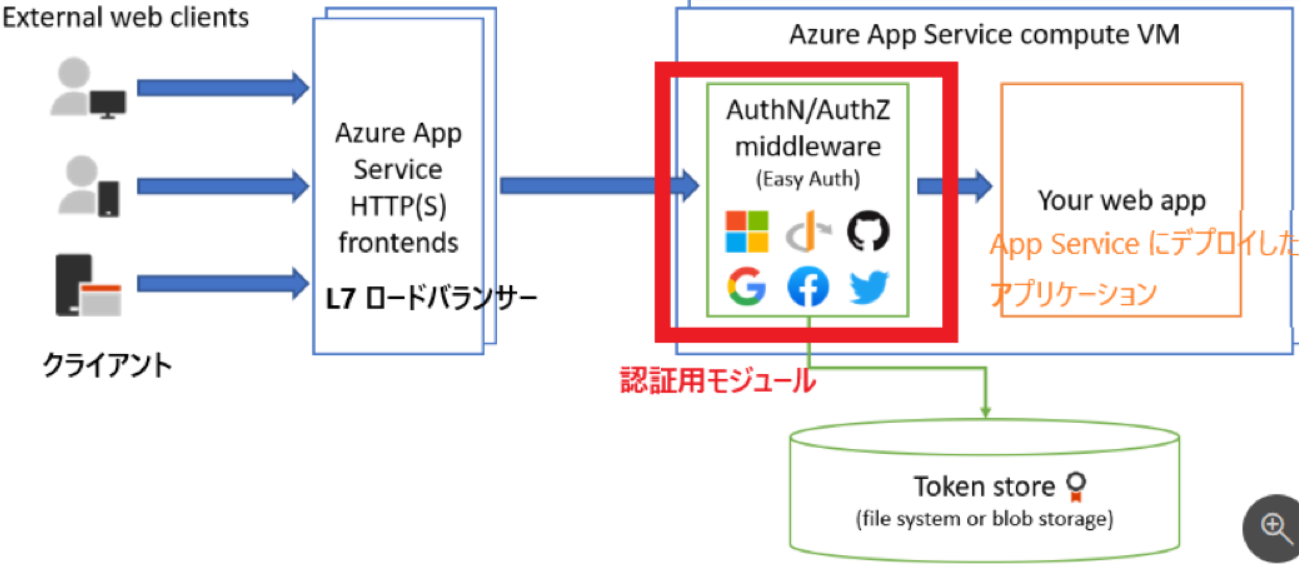 External web clients
クライアント
Azure App
Service
HTTP(S)
frontends
L7 ロードバランサー
Azure App Service compute VM
AuthN/AuthZ
middleware
(Easy Auth)
認証用モジュール
Your web app
App Service にデプロイした
アプリケーション
Token store
(file system or blob storage)